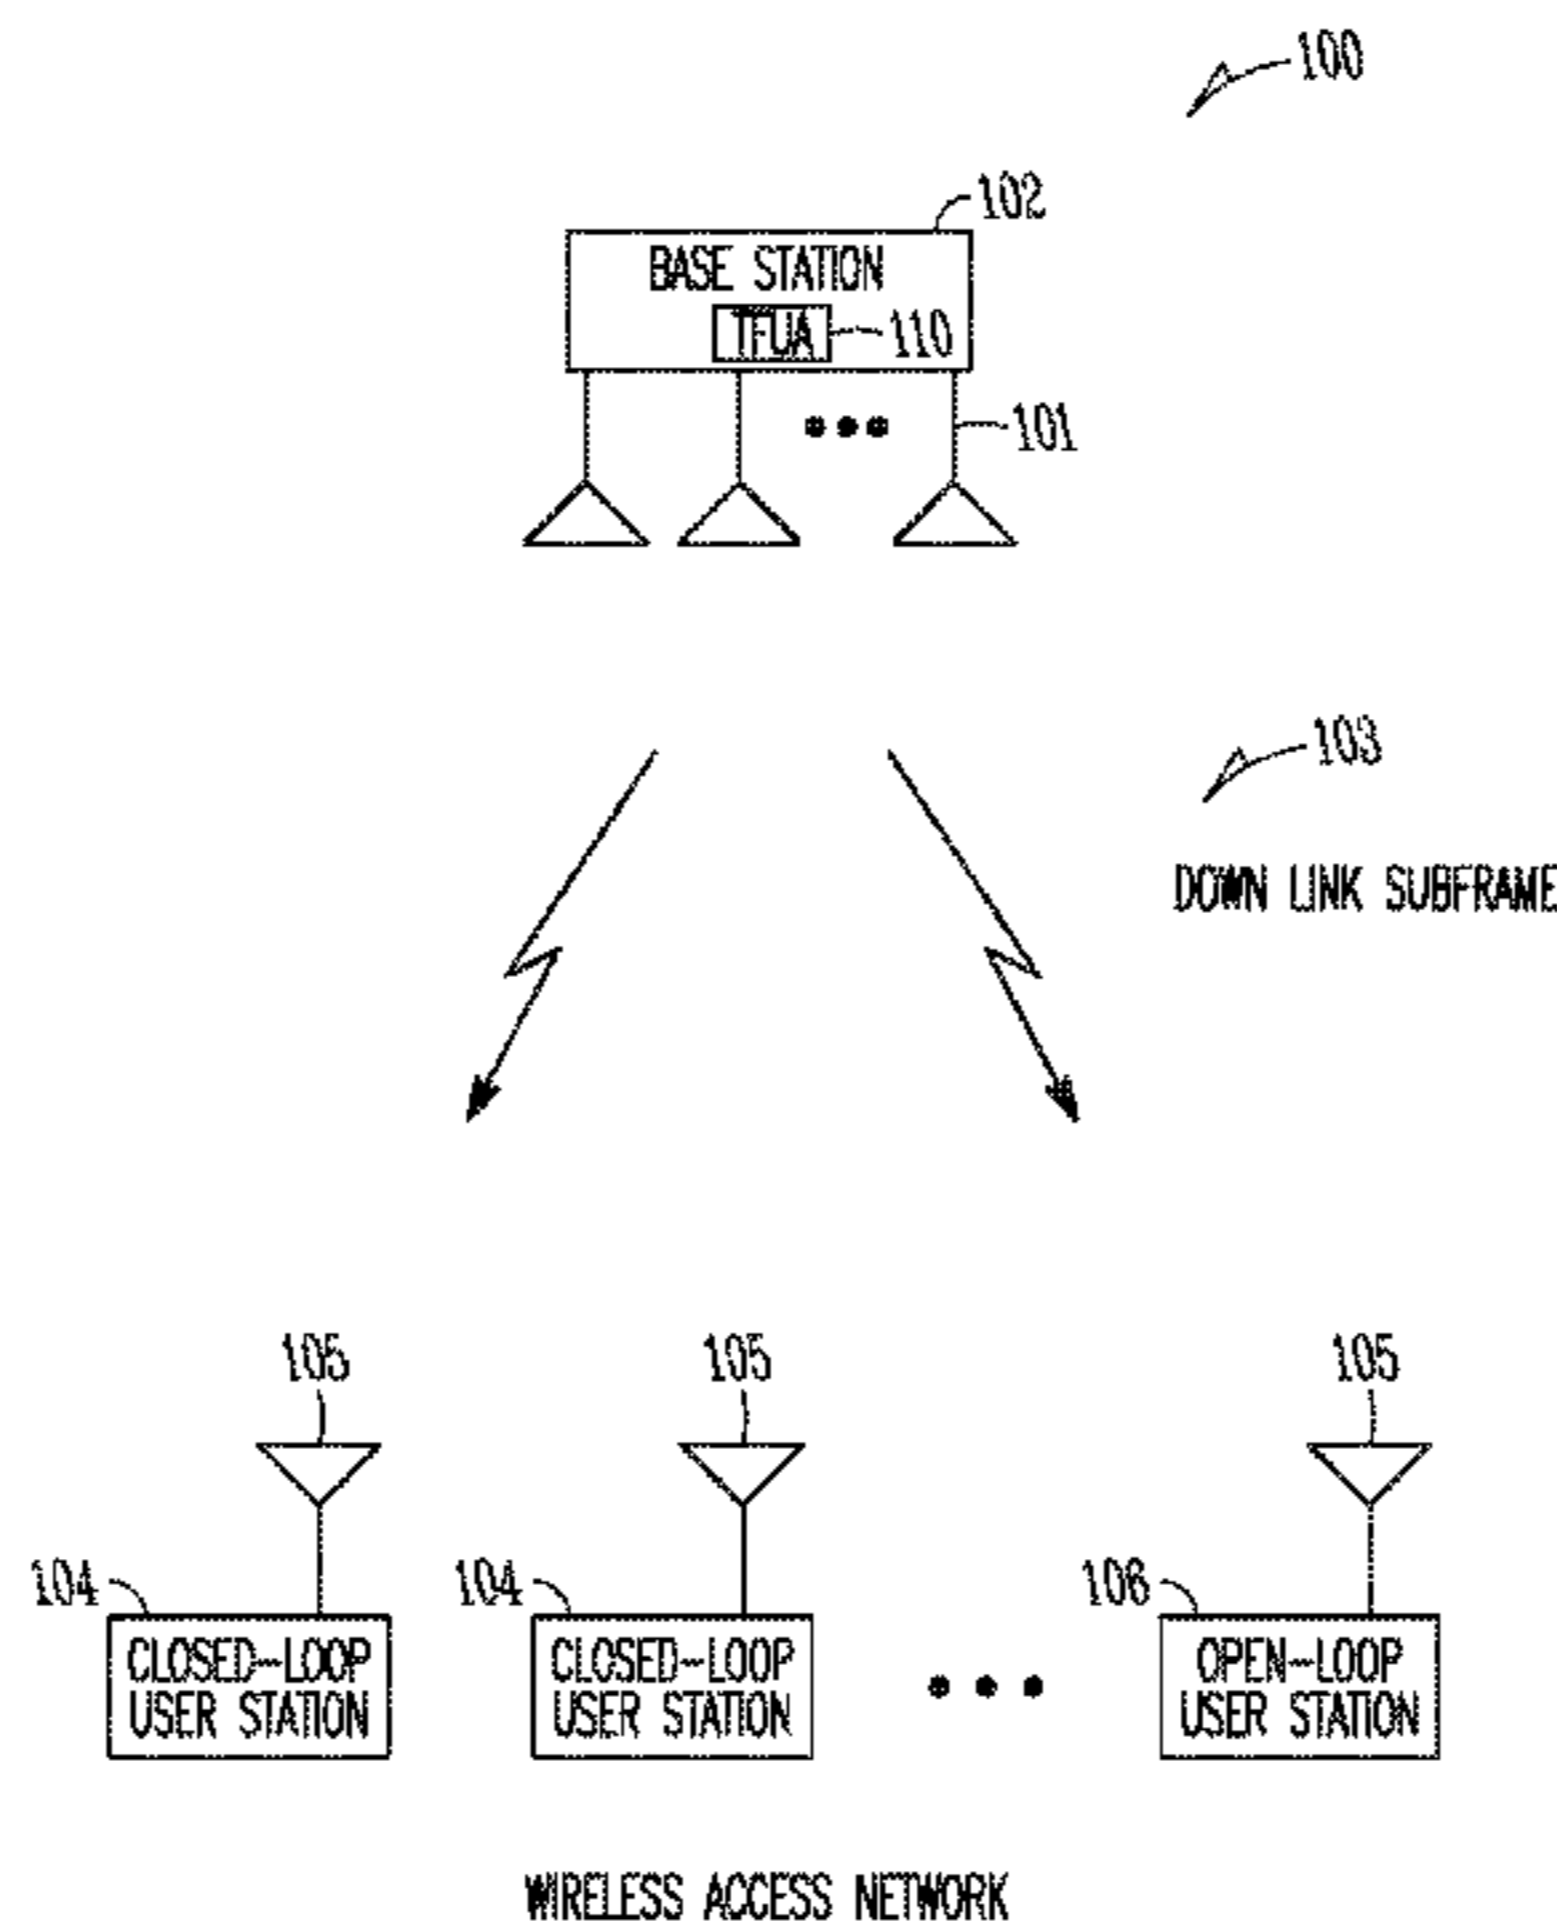 100
102
BASE STATION
TFUA
110
101
103
DOWN LINK SUBFRAME
105
105
105
104
104
106
CLOSED-LOOP
USER STATION
CLOSED-LOOP
USER STATION
OPEN-LOOP
USER STATION
WIRELESS ACCESS NETWORK